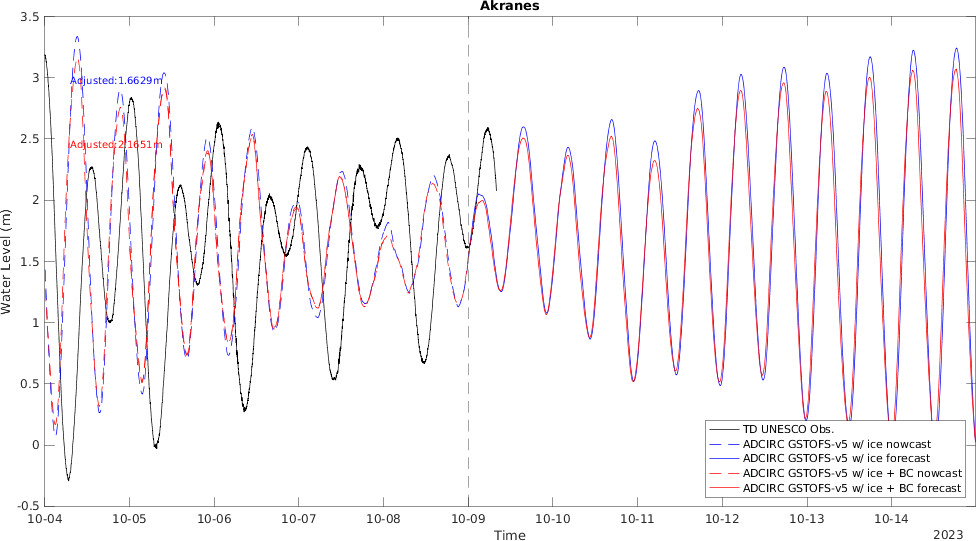 Akranes
3.5
3
2.5
2
1.5
1
0.5
0
-0.5
Water Level (m)
Adjusted:1.6629m
Adjusted:2.1651m
TD UNESCO Obs.
ADCIRC GSTOFS-v5 w/ ice nowcast
ADCIRC GSTOFS-v5 w/ ice forecast
ADCIRC GSTOFS-v5 w/ ice + BC nowcast
ADCIRC GSTOFS-v5 w/ ice + BC forecast
10-04 10-05 10-06 10-07 10-08 10-09 10-10 10-11 10-12 10-13 10-14
Time
2023